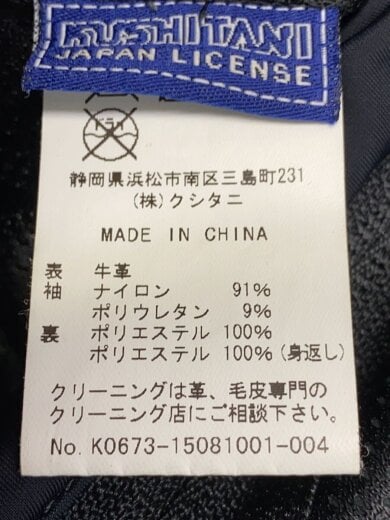 KUSHITANI
JAPAN LICENSE
ドライ
静岡県浜松市南区三島町231
(株)クシタニ
MADE IN CHINA
表 牛革
袖 ナイロン 91%
ポリウレタン 9%
裏 ポリエステル 100%
ポリエステル 100%(身返し)
クリーニングは革、毛皮専門の
クリーニング店にご相談下さい。
No. K0673-15081001-004